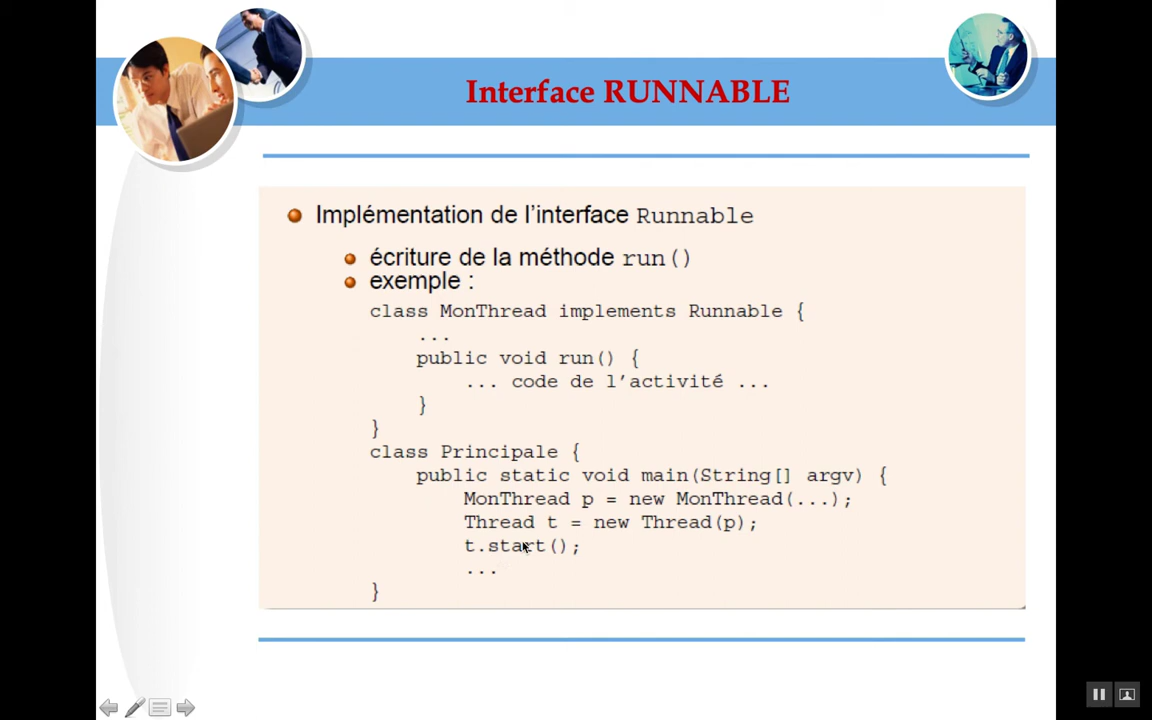 Interface RUNNABLE
Implémentation de l'interface Runnable
écriture de la méthode run()
exemple :
class MonThread implements Runnable {
...
public void run() {
... code de l'activité ...
}
}
class Principale {
public static void main(String[] argv) {
MonThread p = new MonThread(...);
Thread t = new Thread(p);
t.start();
...
}